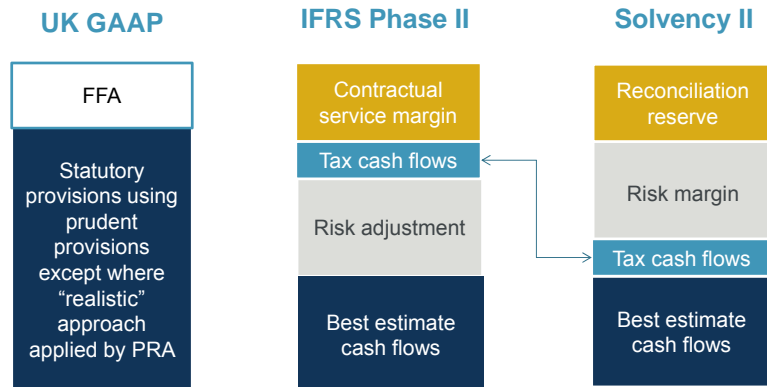 UK GAAP
FFA
Statutory
provisions using
prudent
provisions
except where
“realistic”
approach
applied by PRA
IFRS Phase II
Contractual
service margin
Tax cash flows
Risk adjustment
Best estimate
cash flows
Solvency II
Reconciliation
reserve
Risk margin
Tax cash flows
Best estimate
cash flows